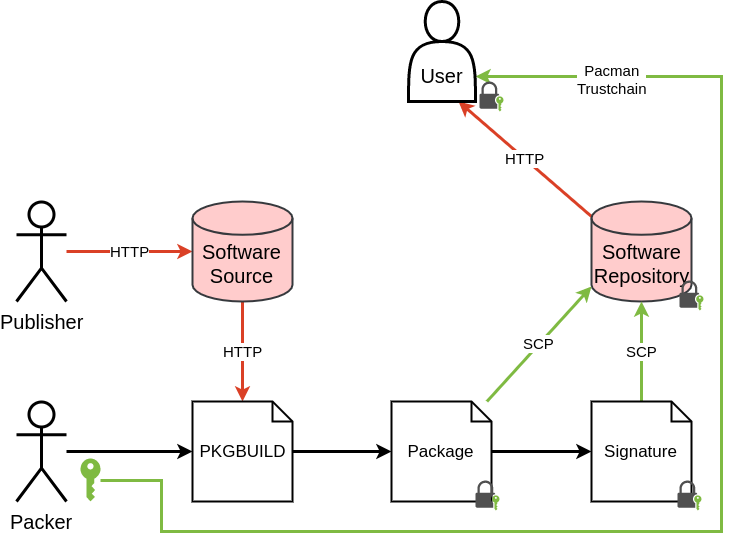 User
Pacman
Trustchain
HTTP
HTTP
Software
Source
Software
Repository
Publisher
HTTP
SCP
SCP
PKGBUILD
Package
Signature
Packer